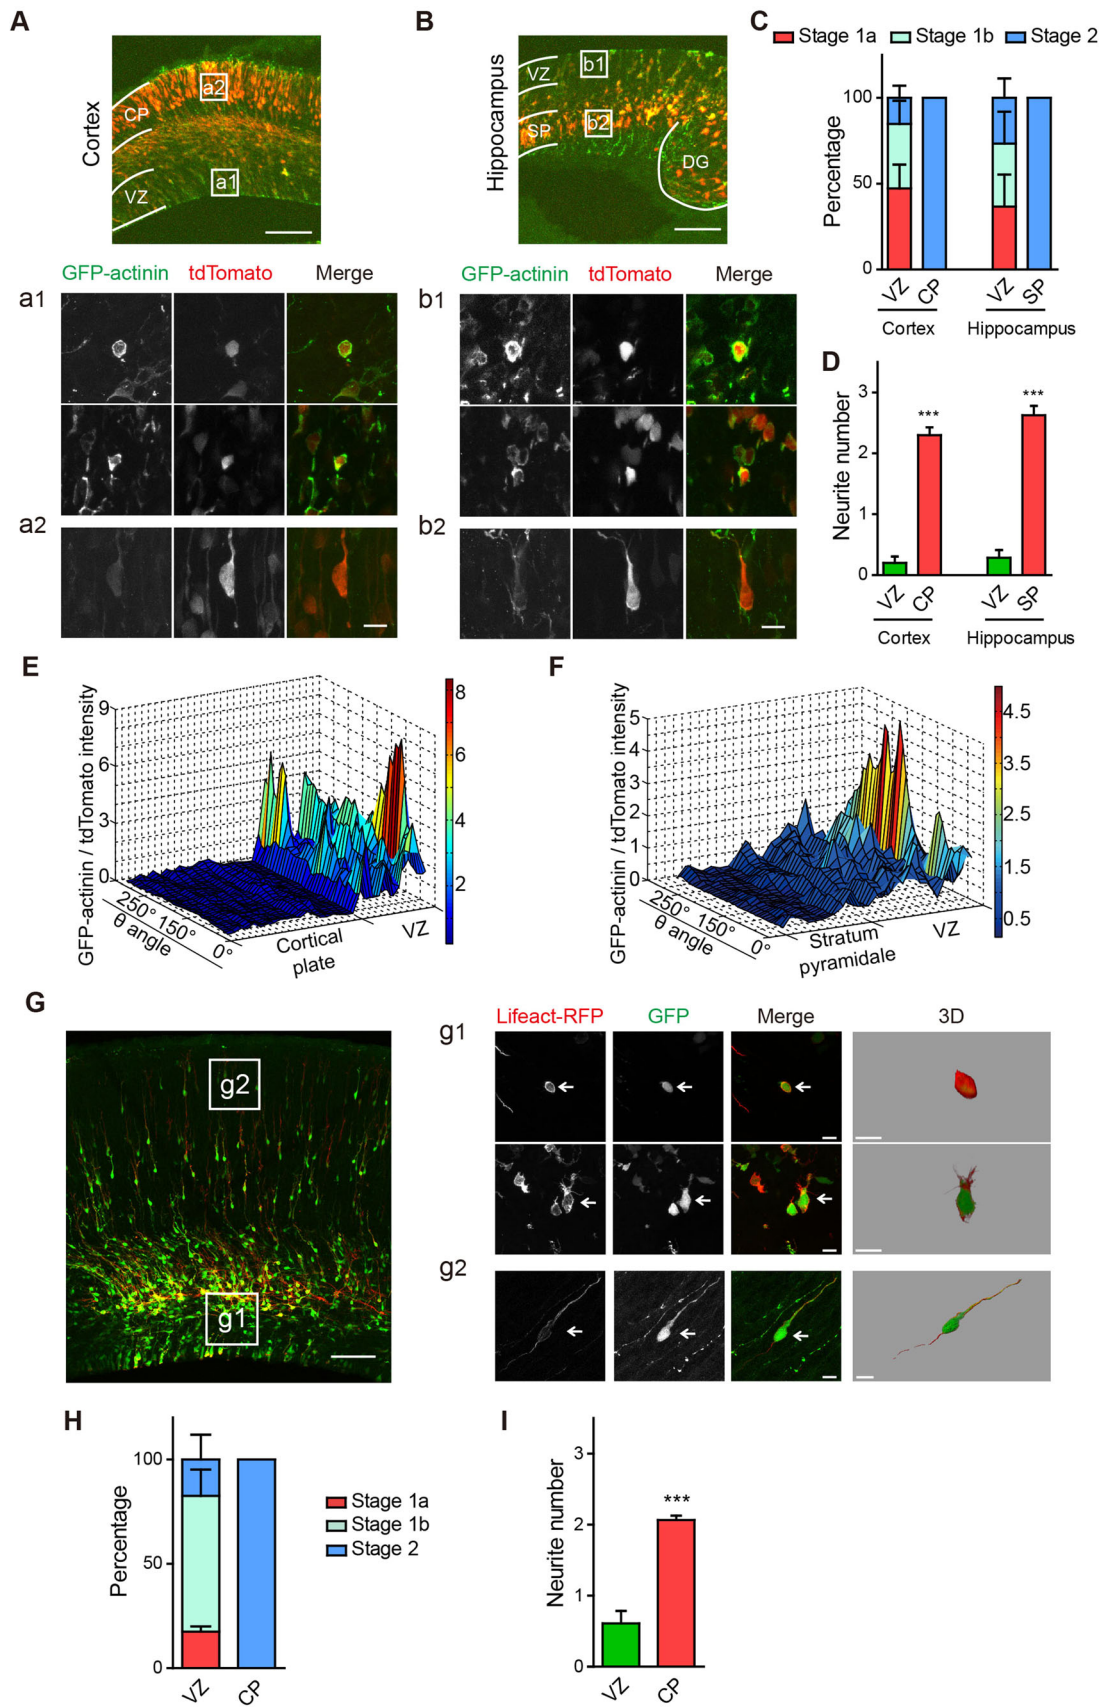 A
B
C
Stage 1a
Stage 1b
Stage 2
Cortex
CP
a2
VZ
a1
Hippocampus
VZ
b1
SP
b2
DG
Percentage
100
50
0
VZ
CP
VZ
SP
Cortex
Hippocampus
GFP-actinin
tdTomato
Merge
a1
a2
GFP-actinin
tdTomato
Merge
b1
b2
D
Neurite number
3
2
1
0
***
***
VZ
CP
VZ
SP
Cortex
Hippocampus
E
GFP-actinin / tdTomato intensity
9
6
3
0
250°
150°
0°
θ angle
Cortical
plate
VZ
8
6
4
2
F
GFP-actinin / tdTomato intensity
5
4
3
2
1
0
250°
150°
0°
θ angle
Stratum
pyramidale
VZ
4.5
3.5
2.5
1.5
0.5
G
g2
g1
g1
Lifeact-RFP
GFP
Merge
3D
g2
H
Percentage
100
50
0
VZ
CP
Stage 1a
Stage 1b
Stage 2
I
Neurite number
3
2
1
0
***
VZ
CP